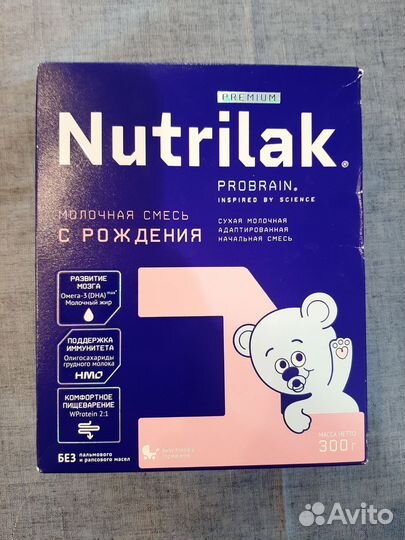 PREMIUM
Nutrilak®
PROBRAIN®
INSPIRED BY SCIENCE
МОЛОЧНАЯ СМЕСЬ
С РОЖДЕНИЯ
СУХАЯ МОЛОЧНАЯ
АДАПТИРОВАННАЯ
НАЧАЛЬНАЯ СМЕСЬ
РАЗВИТИЕ
МОЗГА
Омега-3 (DHA) max*
Молочный жир
ПОДДЕРЖКА
ИММУНИТЕТА
Олигосахариды
грудного молока
HMO
КОМФОРТНОЕ
ПИЩЕВАРЕНИЕ
WProtein 2:1
БЕЗ пальмового
и рапсового масел
1
МАССА НЕТТО
300 г
Avito